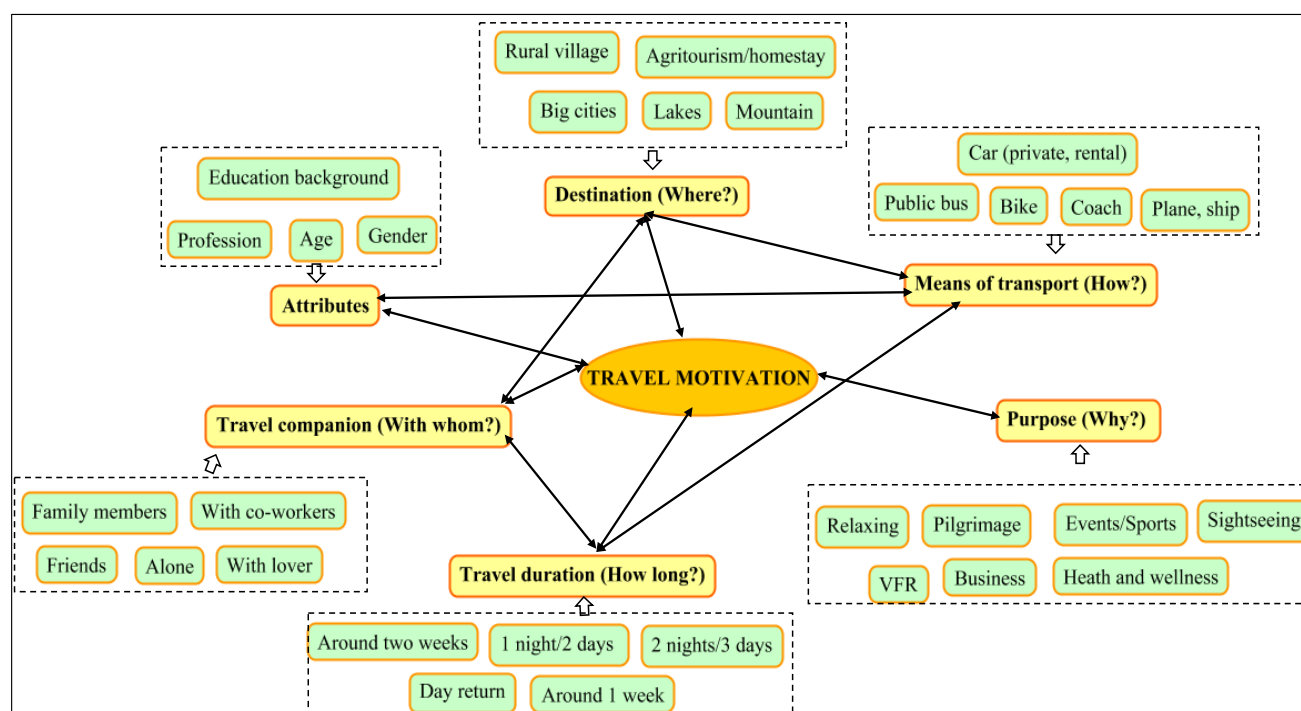 Rural village
Agritourism/homestay
Big cities
Lakes
Mountain
Destination (Where?)
Car (private, rental)
Public bus
Bike
Coach
Plane, ship
Means of transport (How?)
Education background
Profession
Age
Gender
Attributes
TRAVEL MOTIVATION
Travel companion (With whom?)
Purpose (Why?)
Family members
With co-workers
Friends
Alone
With lover
Relaxing
Pilgrimage
Events/Sports
Sightseeing
VFR
Business
Heath and wellness
Travel duration (How long?)
Around two weeks
1 night/2 days
2 nights/3 days
Day return
Around 1 week